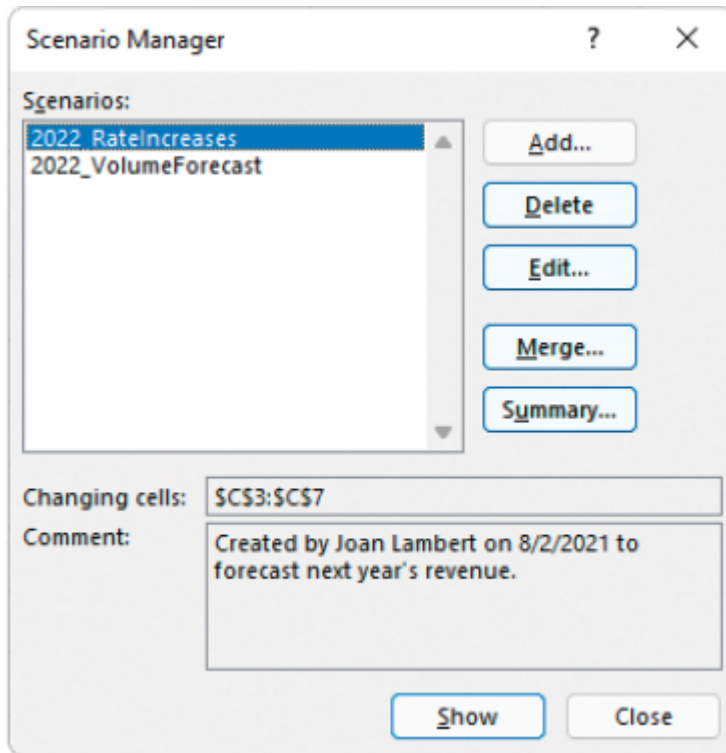 Scenario Manager ? ×
Scenarios:
2022_RateIncreases
2022_VolumeForecast
Add...
Delete
Edit...
Merge...
Summary...
Changing cells: $C$3:$C$7
Comment: Created by Joan Lambert on 8/2/2021 to
forecast next year's revenue.
Show Close